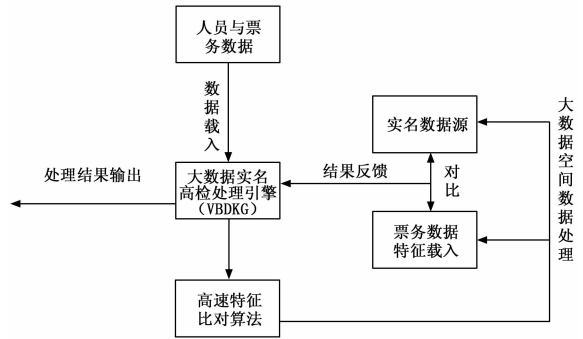 人员与票
务数据
数据载入
大数据实名
高检处理引擎
(VBDKG)
处理结果输出
结果反馈
实名数据源
对比
票务数据
特征载入
高速特征
比对算法
大数据空间数据处理